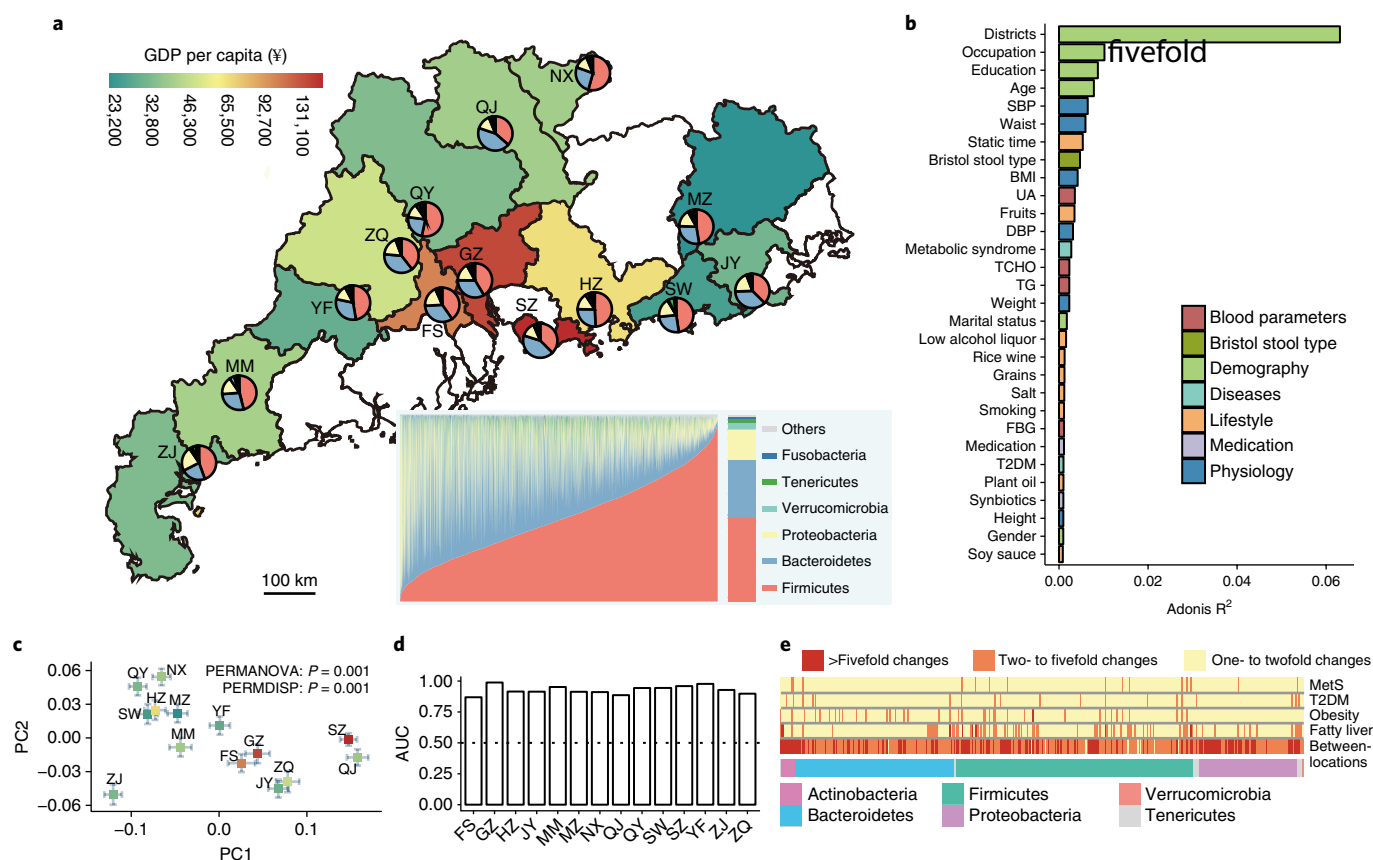 a
GDP per capita (¥)
23,200
32,800
46,300
65,500
92,700
131,100
NX
QJ
QY
MZ
ZQ
GZ
JY
HZ
SW
SZ
YF
FS
MM
ZJ
100 km
Others
Fusobacteria
Tenericutes
Verrucomicrobia
Proteobacteria
Bacteroidetes
Firmicutes
b
Districts
Occupation
fivefold
Education
Age
SBP
Waist
Static time
Bristol stool type
BMI
UA
Fruits
DBP
Metabolic syndrome
TCHO
TG
Weight
Marital status
Low alcohol liquor
Rice wine
Grains
Salt
Smoking
FBG
Medication
T2DM
Plant oil
Synbiotics
Height
Gender
Soy sauce
0.00 0.02 0.04 0.06
Adonis R²
Blood parameters
Bristol stool type
Demography
Diseases
Lifestyle
Medication
Physiology
c
PERMANOVA: P = 0.001
PERMDISP: P = 0.001
0.06
0.03
0.00
−0.03
−0.06
PC2
QY
NX
HZ
MZ
SW
YF
MM
GZ
FS
SZ
QJ
ZQ
JY
ZJ
−0.1 0.0 0.1
PC1
d
1.00
0.75
0.50
0.25
0.00
AUC
FS GZ HZ JY MM MZ NX QJ QY SW SZ YF ZJ ZQ
e
>Fivefold changes
Two- to fivefold changes
One- to twofold changes
MetS
T2DM
Obesity
Fatty liver
Between-
locations
Actinobacteria
Firmicutes
Verrucomicrobia
Bacteroidetes
Proteobacteria
Tenericutes